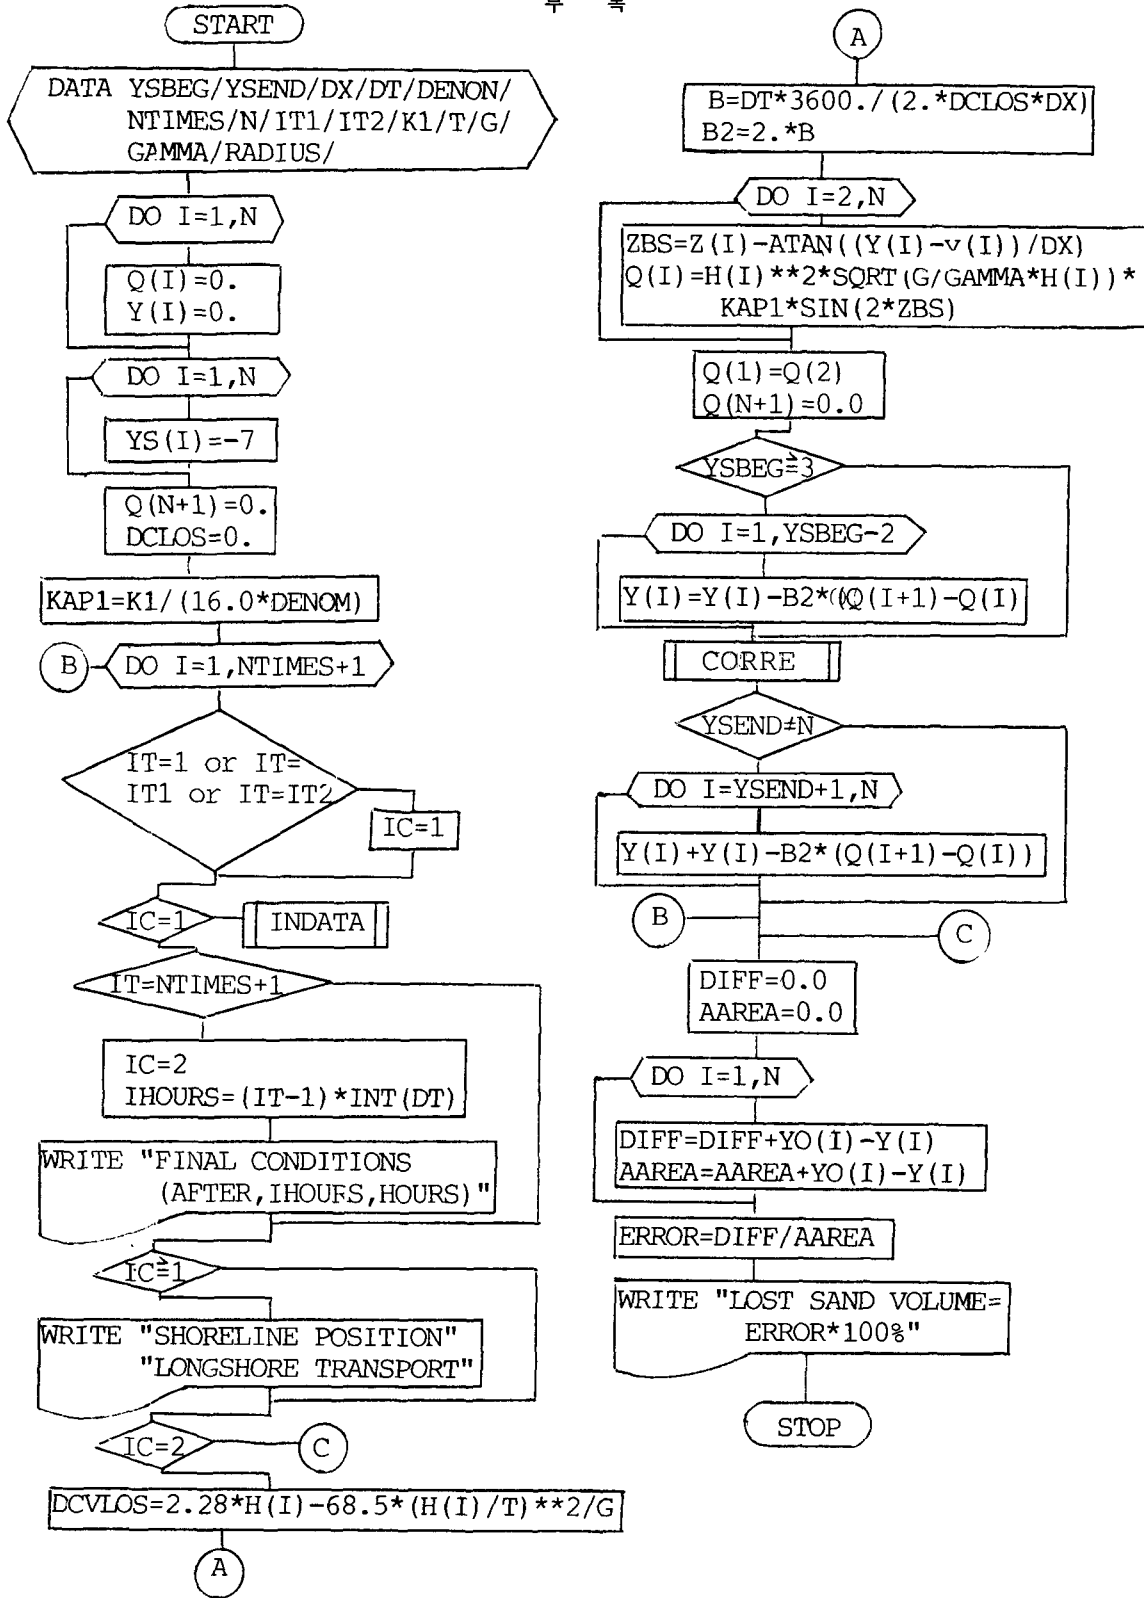 부 록
START
DATA YSBEG/YSEND/DX/DT/DENON/
NTIMES/N/IT1/IT2/K1/T/G/
GAMMA/RADIUS/
DO I=1,N
Q(I)=0.
Y(I)=0.
DO I=1,N
YS(I)=-7
Q(N+1)=0.
DCLOS=0.
KAP1=K1/(16.0*DENOM)
B
DO I=1,NTIMES+1
IT=1 or IT=
IT1 or IT=IT2
IC=1
IC=1
INDATA
IT=NTIMES+1
IC=2
IHOURS=(IT-1)*INT(DT)
WRITE "FINAL CONDITIONS
(AFTER,IHOURS,HOURS)"
IC≧1
WRITE "SHORELINE POSITION"
"LONGSHORE TRANSPORT"
IC=2
C
DCVLOS=2.28*H(I)-68.5*(H(I)/T)**2/G
A
A
B=DT*3600./(2.*DCLOS*DX)
B2=2.*B
DO I=2,N
ZBS=Z(I)-ATAN((Y(I)-v(I))/DX)
Q(I)=H(I)**2*SQRT(G/GAMMA*H(I))*
KAP1*SIN(2*ZBS)
Q(1)=Q(2)
Q(N+1)=0.0
YSBEG≧3
DO I=1,YSBEG-2
Y(I)=Y(I)-B2*((Q(I+1)-Q(I)
CORRE
YSEND≠N
DO I=YSEND+1,N
Y(I)+Y(I)-B2*(Q(I+1)-Q(I))
B
C
DIFF=0.0
AAREA=0.0
DO I=1,N
DIFF=DIFF+YO(I)-Y(I)
AAREA=AAREA+YO(I)-Y(I)
ERROR=DIFF/AAREA
WRITE "LOST SAND VOLUME=
ERROR*100%"
STOP